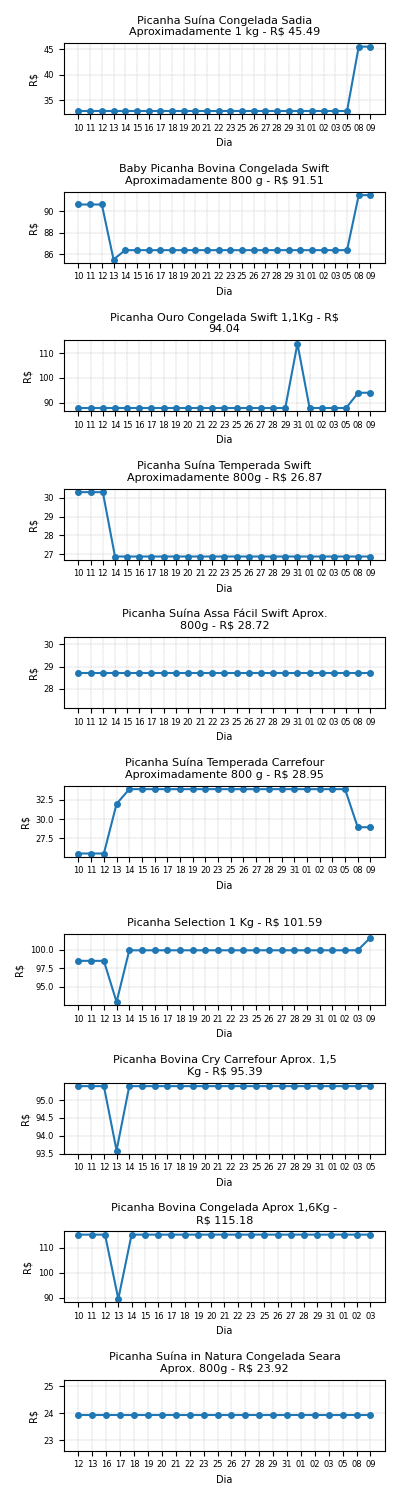 Picanha Suína Congelada Sadia
Aproximadamente 1 kg - R$ 45.49
45
40
35
R$
10 11 12 13 14 15 16 17 18 19 20 21 22 23 25 26 27 28 29 31 01 02 03 05 08 09
Dia
Baby Picanha Bovina Congelada Swift
Aproximadamente 800 g - R$ 91.51
90
88
86
R$
10 11 12 13 14 15 16 17 18 19 20 21 22 23 25 26 27 28 29 31 01 02 03 05 08 09
Dia
Picanha Ouro Congelada Swift 1,1Kg - R$
94.04
110
100
90
R$
10 11 12 14 15 16 17 18 19 20 21 22 23 25 26 27 28 29 31 01 02 03 05 08 09
Dia
Picanha Suína Temperada Swift
Aproximadamente 800g - R$ 26.87
30
29
28
27
R$
10 11 12 14 15 16 17 18 19 20 21 22 23 25 26 27 28 29 31 01 02 03 05 08 09
Dia
Picanha Suína Assa Fácil Swift Aprox.
800g - R$ 28.72
30
29
28
R$
10 11 12 14 15 16 17 18 19 20 21 22 23 25 26 27 28 29 31 01 02 03 05 08 09
Dia
Picanha Suína Temperada Carrefour
Aproximadamente 800 g - R$ 28.95
32.5
30.0
27.5
R$
10 11 12 13 14 15 16 17 18 19 20 21 22 23 25 26 27 28 29 31 01 02 05 08 09
Dia
Picanha Selection 1 Kg - R$ 101.59
100.0
97.5
95.0
R$
10 11 12 13 14 15 16 17 18 19 20 21 22 23 25 26 27 28 29 31 01 02 03 09
Dia
Picanha Bovina Cry Carrefour Aprox. 1,5
Kg - R$ 95.39
95.0
94.5
94.0
93.5
R$
10 11 12 13 14 15 16 17 18 19 20 21 22 23 25 26 27 28 29 31 01 02 03 05
Dia
Picanha Bovina Congelada Aprox 1,6Kg -
R$ 115.18
110
100
90
R$
10 11 12 13 14 15 16 17 18 19 20 21 22 23 25 26 27 28 29 31 01 02 03
Dia
Picanha Suína in Natura Congelada Seara
Aprox. 800g - R$ 23.92
25
24
23
R$
12 13 16 17 18 19 20 21 22 23 25 26 27 28 29 31 01 02 03 05 08 09
Dia